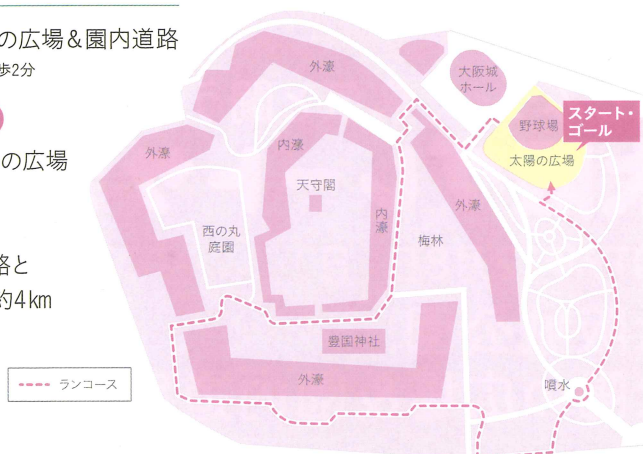 の広場＆園内道路
歩2分
の広場
路と
約4km
ランコース
外濠
大阪城
ホール
野球場
スタート・
ゴール
太陽の広場
外濠
内濠
天守閣
西の丸
庭園
内濠
梅林
外濠
豊国神社
外濠
噴水